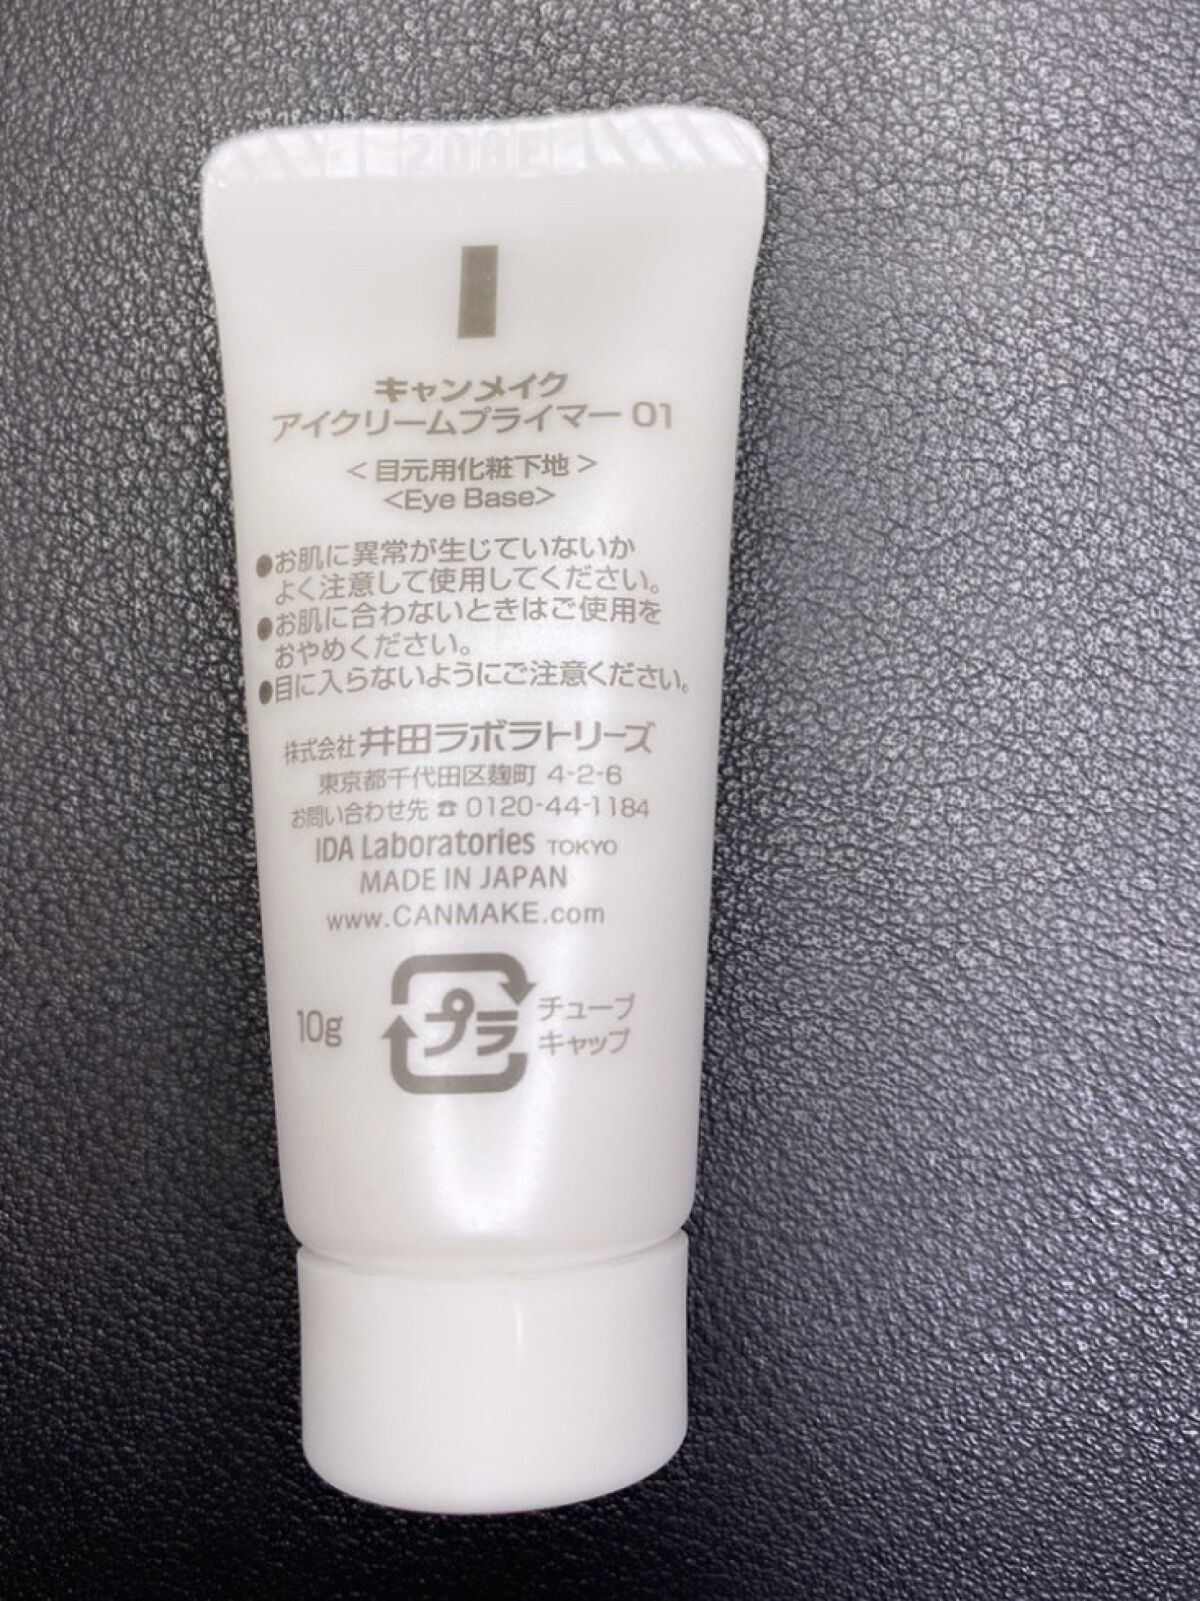 キャンメイク
アイクリームプライマー 01
<目元用化粧下地>
<Eye Base>
●お肌に異常が生じていないか
よく注意して使用してください。
●お肌に合わないときはご使用を
おやめください。
●目に入らないようにご注意ください。
株式会社 井田ラボラトリーズ
東京都千代田区麹町 4-2-6
お問い合わせ先 ☎ 0120-44-1184
IDA Laboratories TOKYO
MADE IN JAPAN
www.CANMAKE.com
10g
プラ
チューブ
キャップ